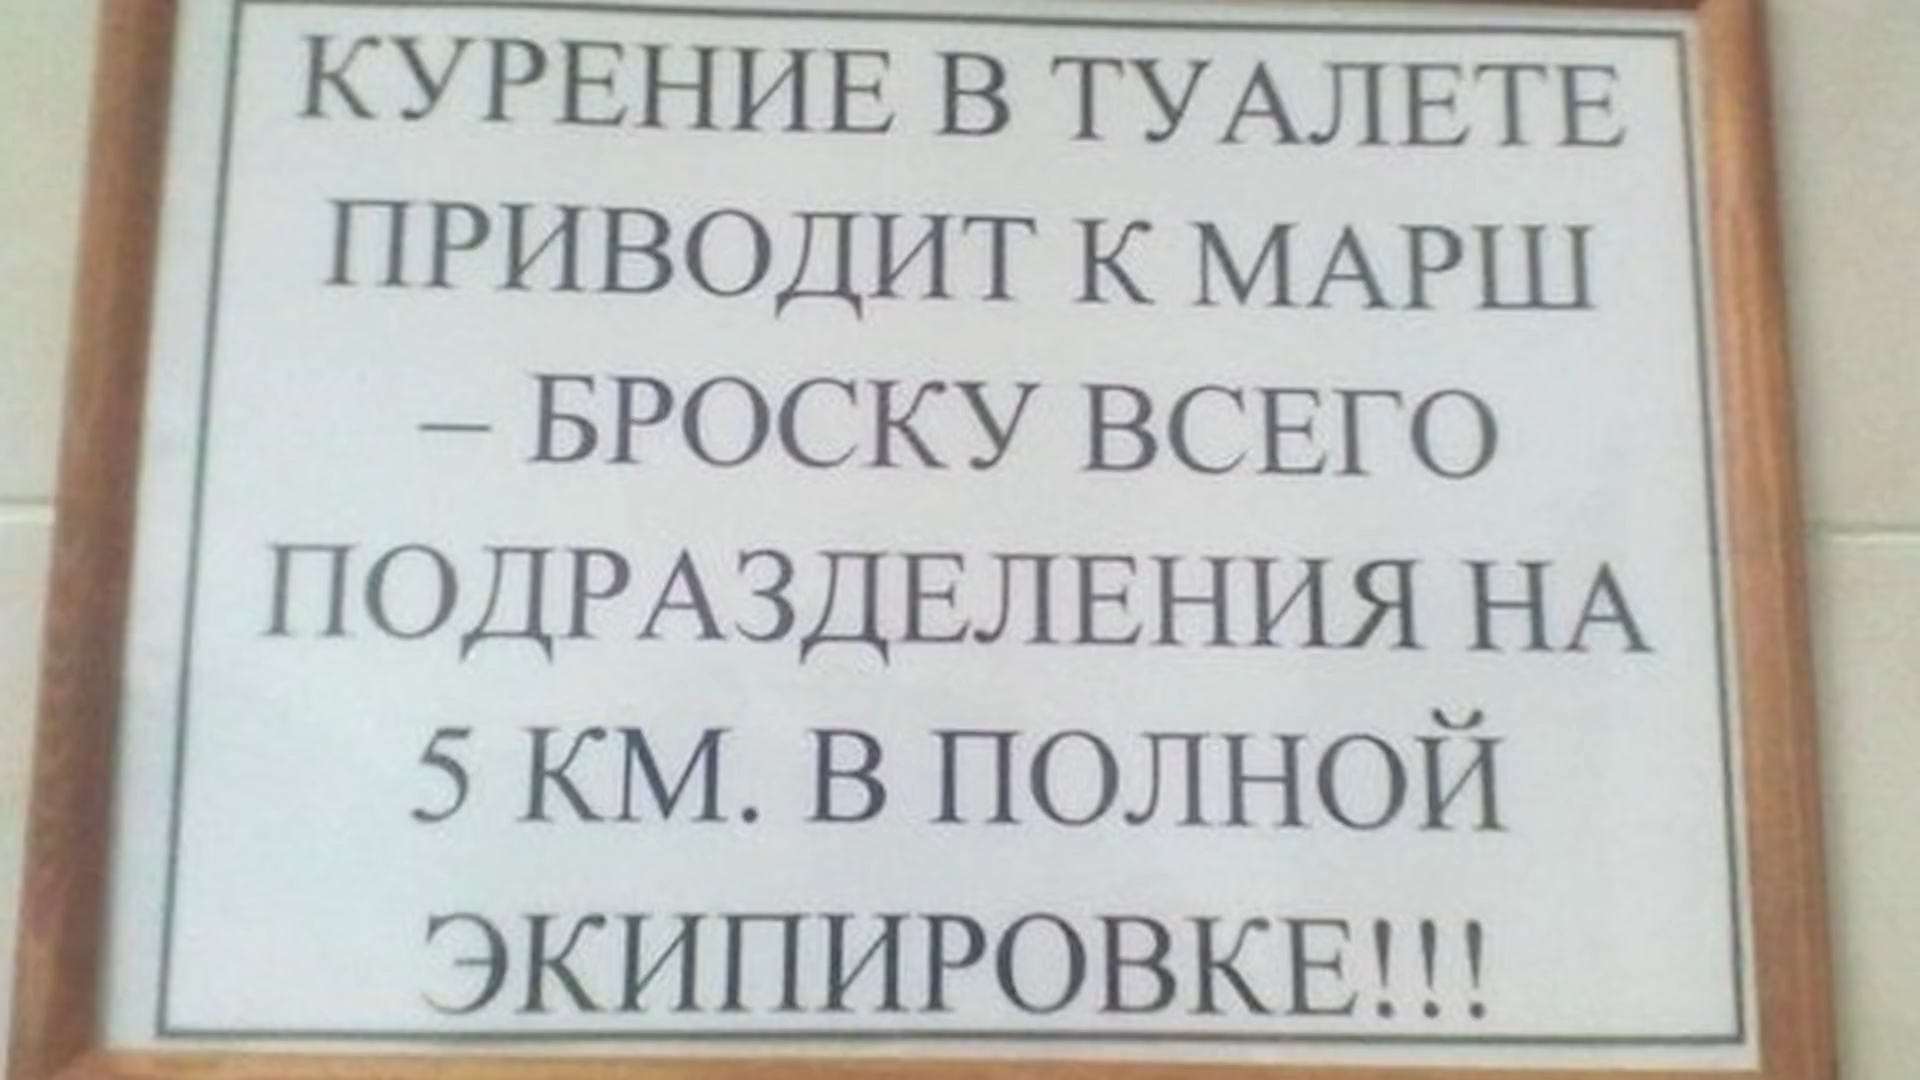 КУРЕНИЕ В ТУАЛЕТЕ
ПРИВОДИТ К МАРШ
– БРОСКУ ВСЕГО
ПОДРАЗДЕЛЕНИЯ НА
5 КМ. В ПОЛНОЙ
ЭКИПИРОВКЕ!!!